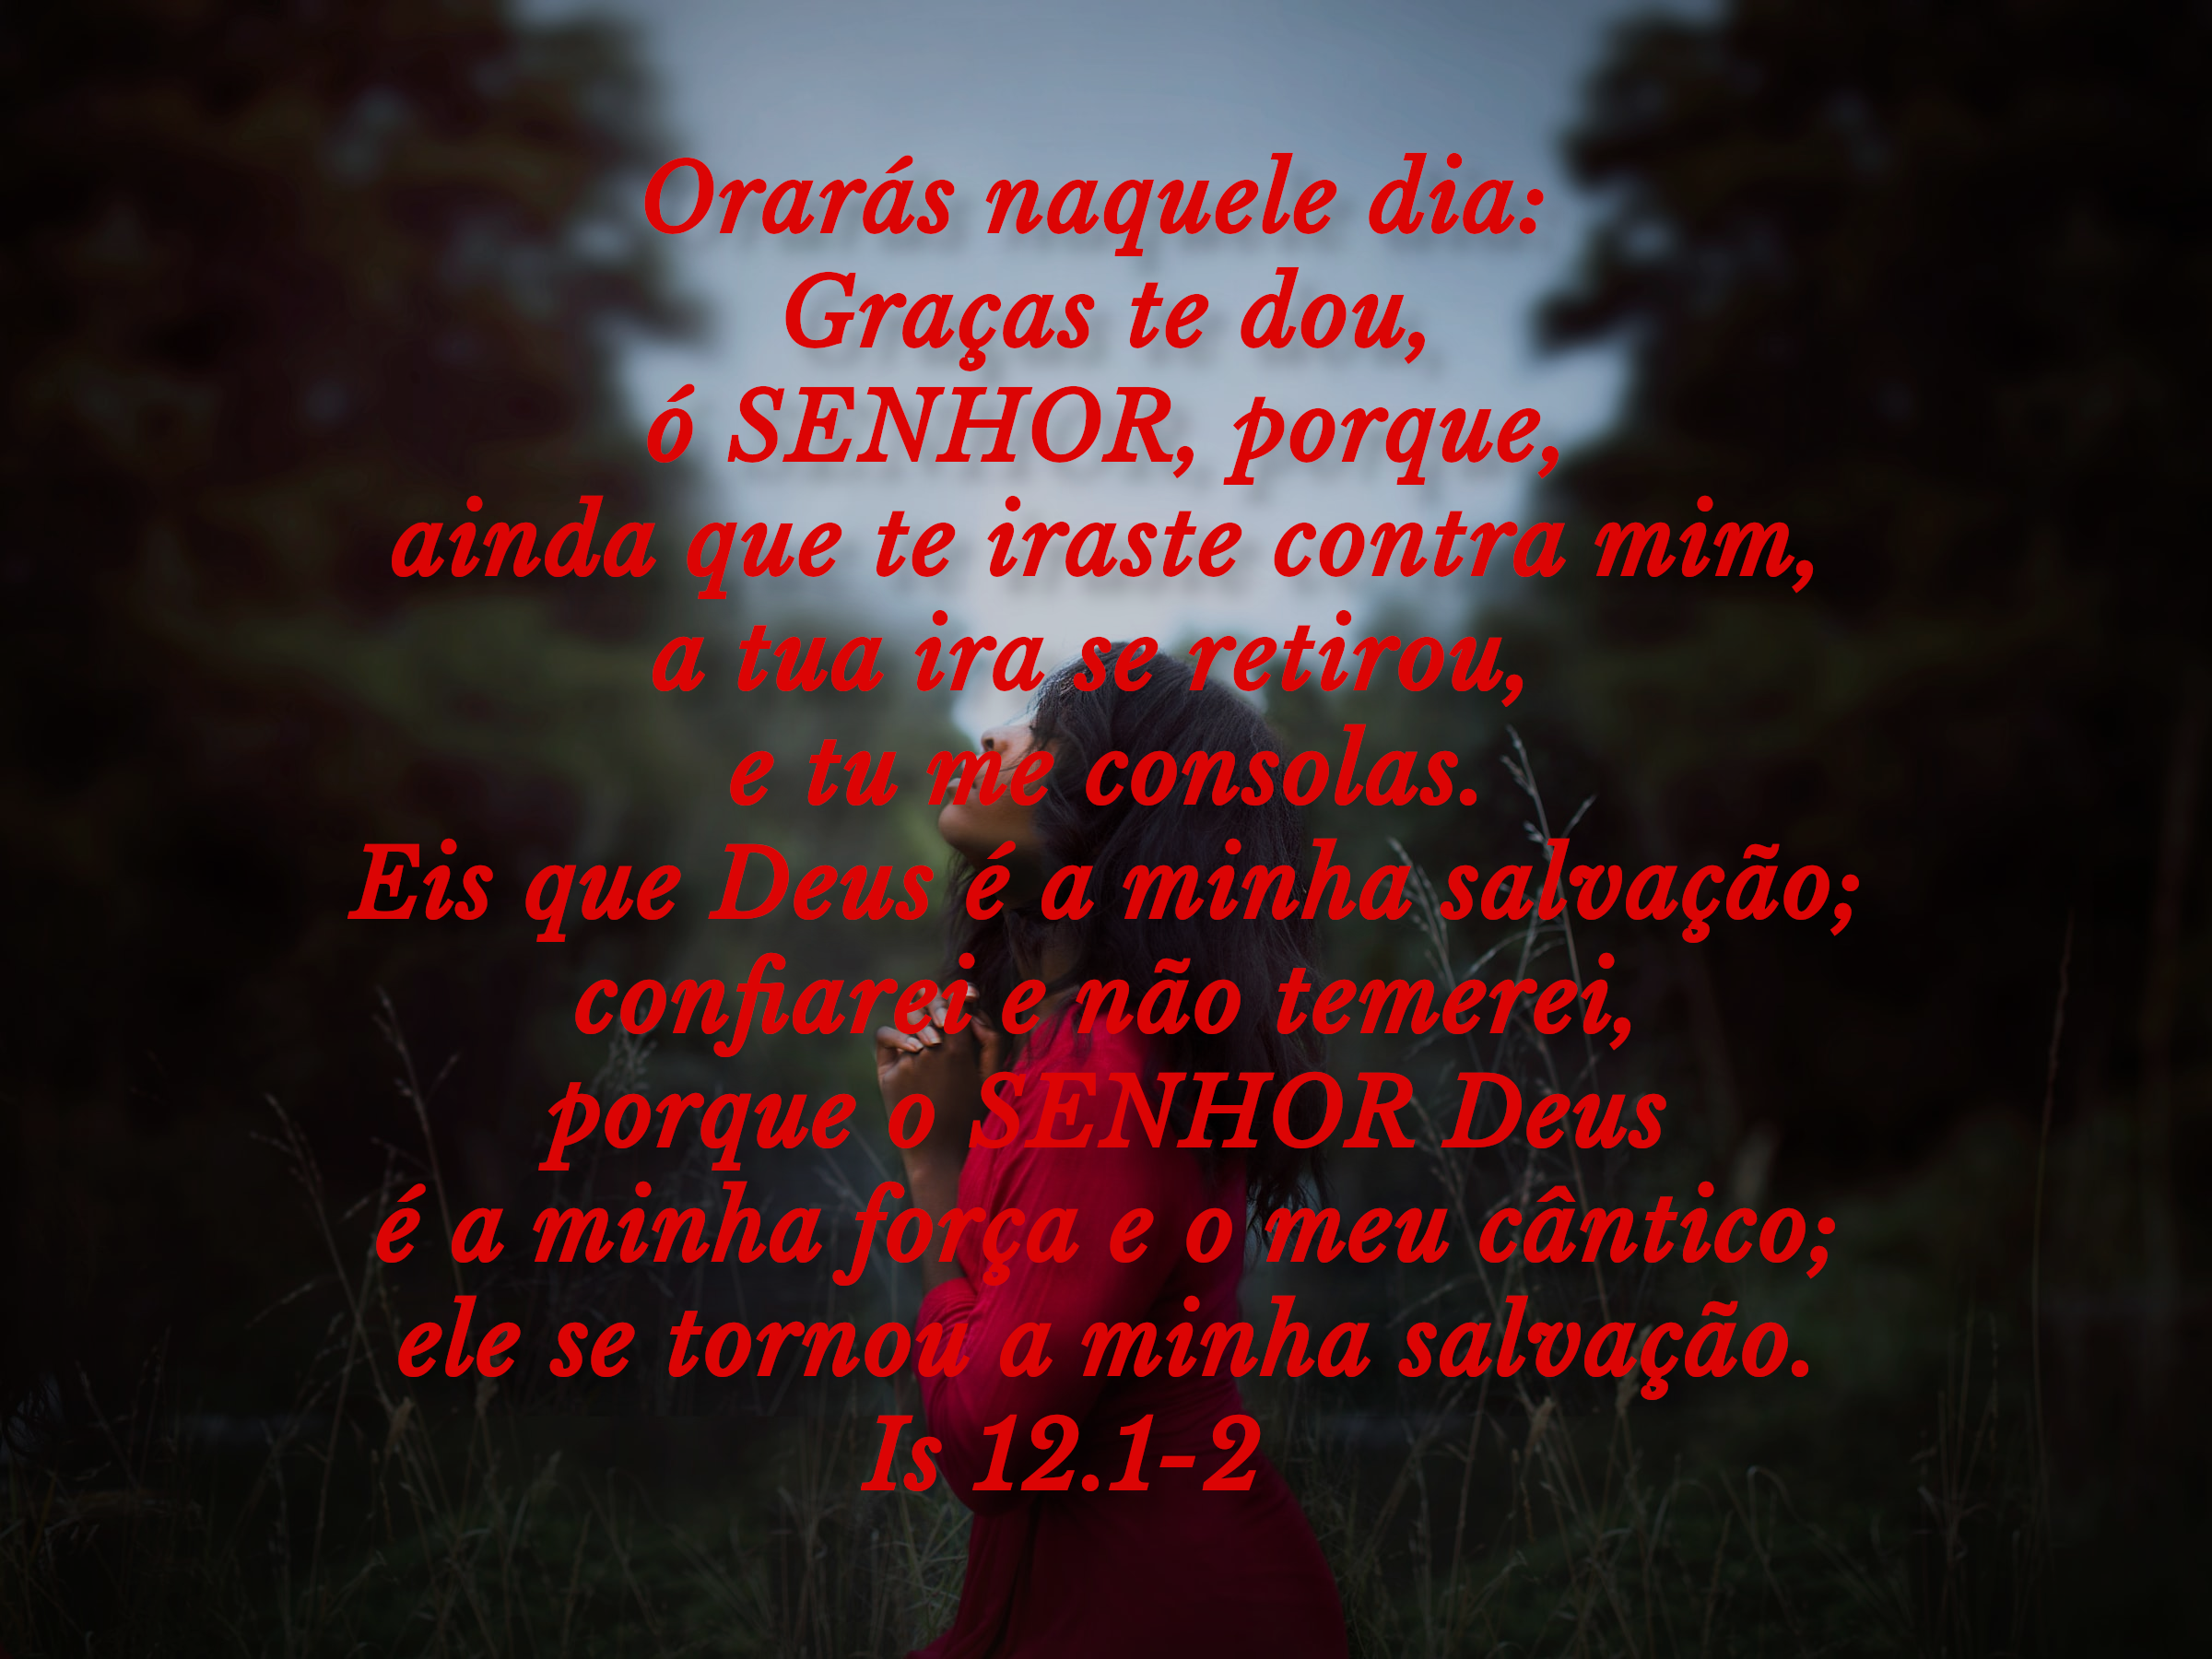 Orarás naquele dia:
Graças te dou,
ó SENHOR, porque,
ainda que te iraste contra mim,
a tua ira se retirou,
e tu me consolas.
Eis que Deus é a minha salvação;
confiarei e não temerei,
porque o SENHOR Deus
é a minha força e o meu cântico;
ele se tornou a minha salvação.
Is 12.1-2